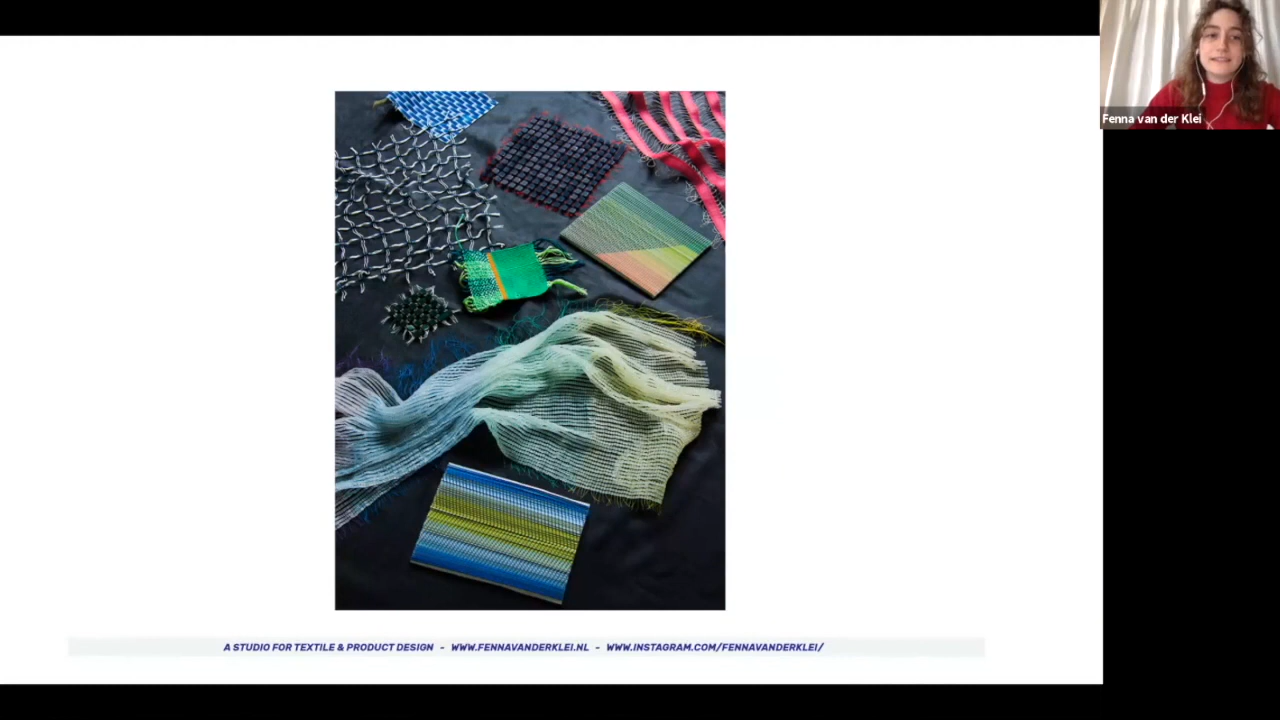 Fenna van der Klei
A STUDIO FOR TEXTILE & PRODUCT DESIGN - WWW.FENNAVANDERKLEI.NL - WWW.INSTAGRAM.COM/FENNAVANDERKLEI/